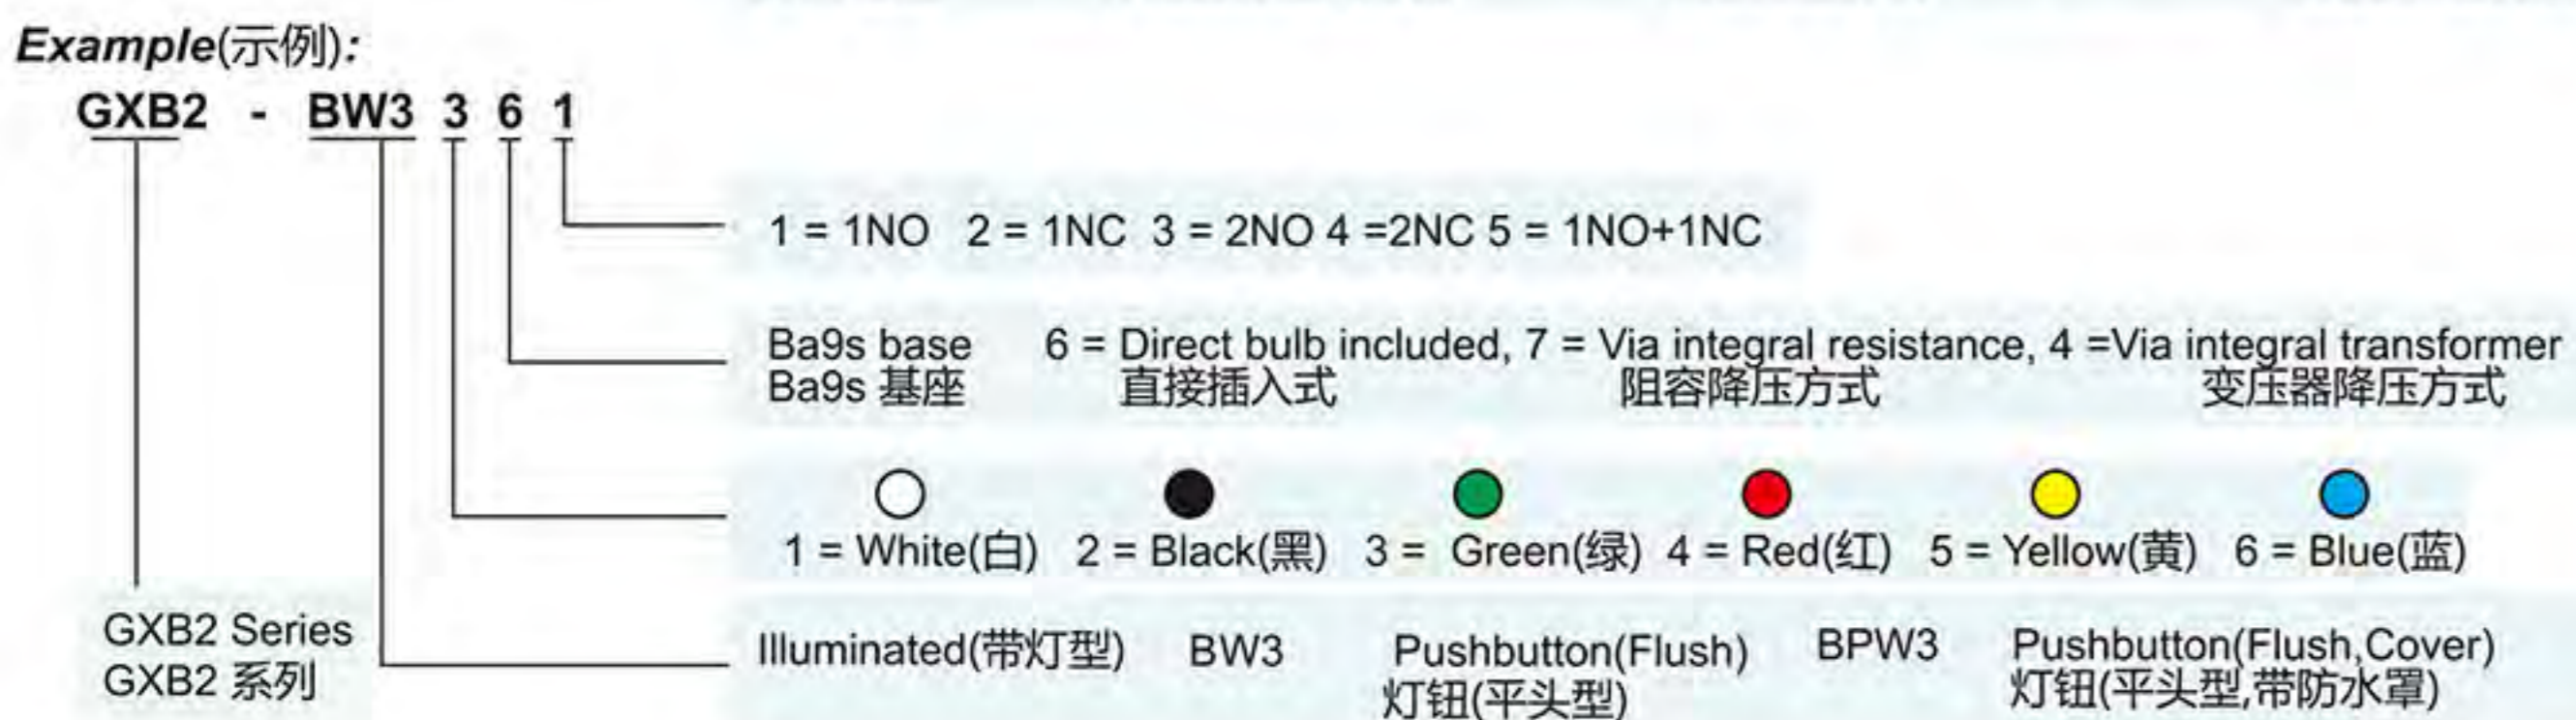 Example(示例):
GXB2 - BW3 3 6 1
1 = 1NO 2 = 1NC 3 = 2NO 4 =2NC 5 = 1NO+1NC
Ba9s base 6 = Direct bulb included, 7 = Via integral resistance, 4 =Via integral transformer
Ba9s 基座 直接插入式 阻容降压方式 变压器降压方式
1 = White(白) 2 = Black(黑) 3 = Green(绿) 4 = Red(红) 5 = Yellow(黄) 6 = Blue(蓝)
GXB2 Series
GXB2 系列
Illuminated(带灯型) BW3 Pushbutton(Flush) BPW3 Pushbutton(Flush,Cover)
灯钮(平头型) 灯钮(平头型,带防水罩)